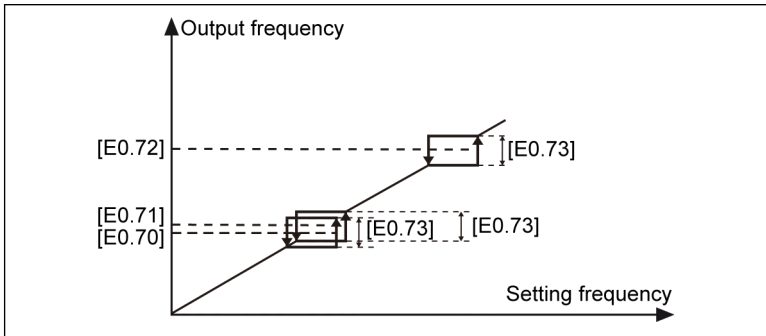 Output frequency
[E0.72]
[E0.73]
[E0.71]
[E0.73]
[E0.73]
[E0.70]
Setting frequency